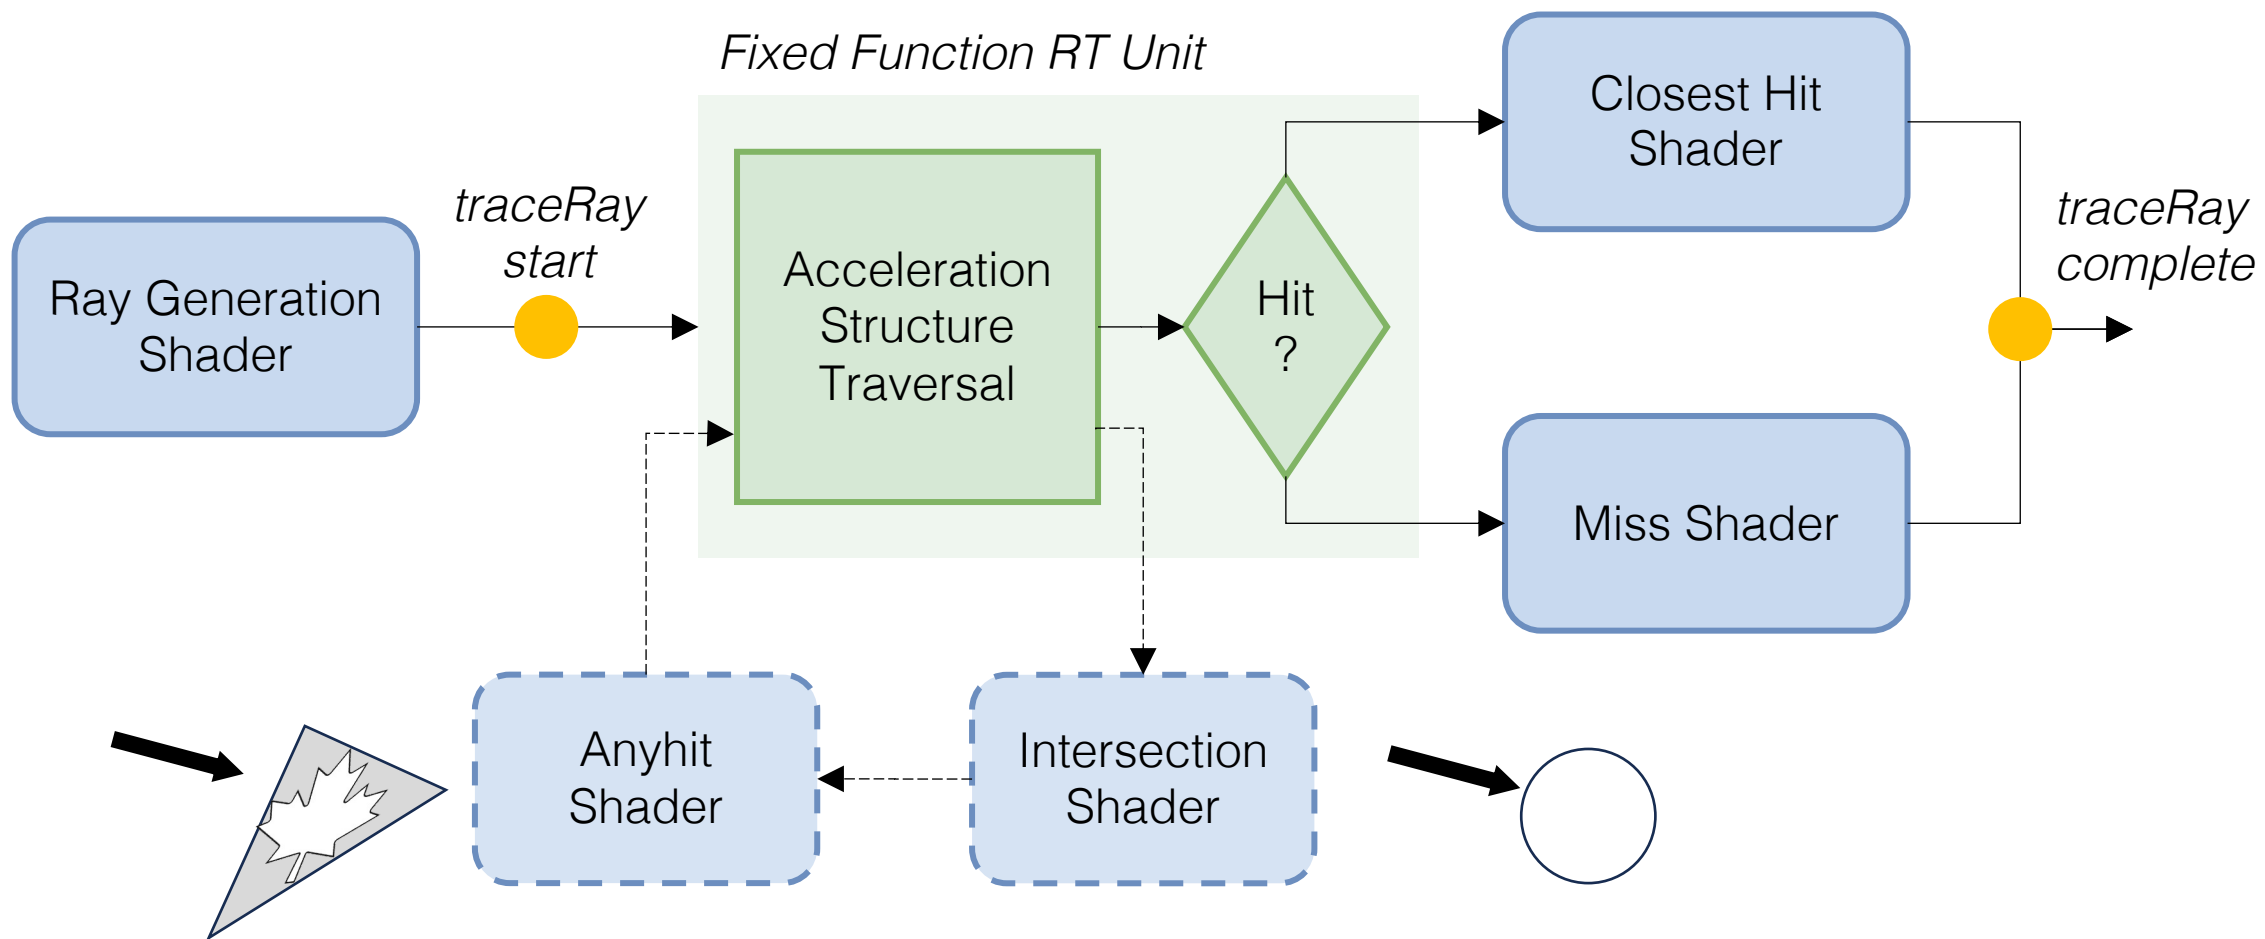 Fixed Function RT Unit
Closest Hit
Shader
traceRay
start
traceRay
complete
Ray Generation
Shader
Acceleration
Structure
Traversal
Hit
?
Miss Shader
Anyhit
Shader
Intersection
Shader